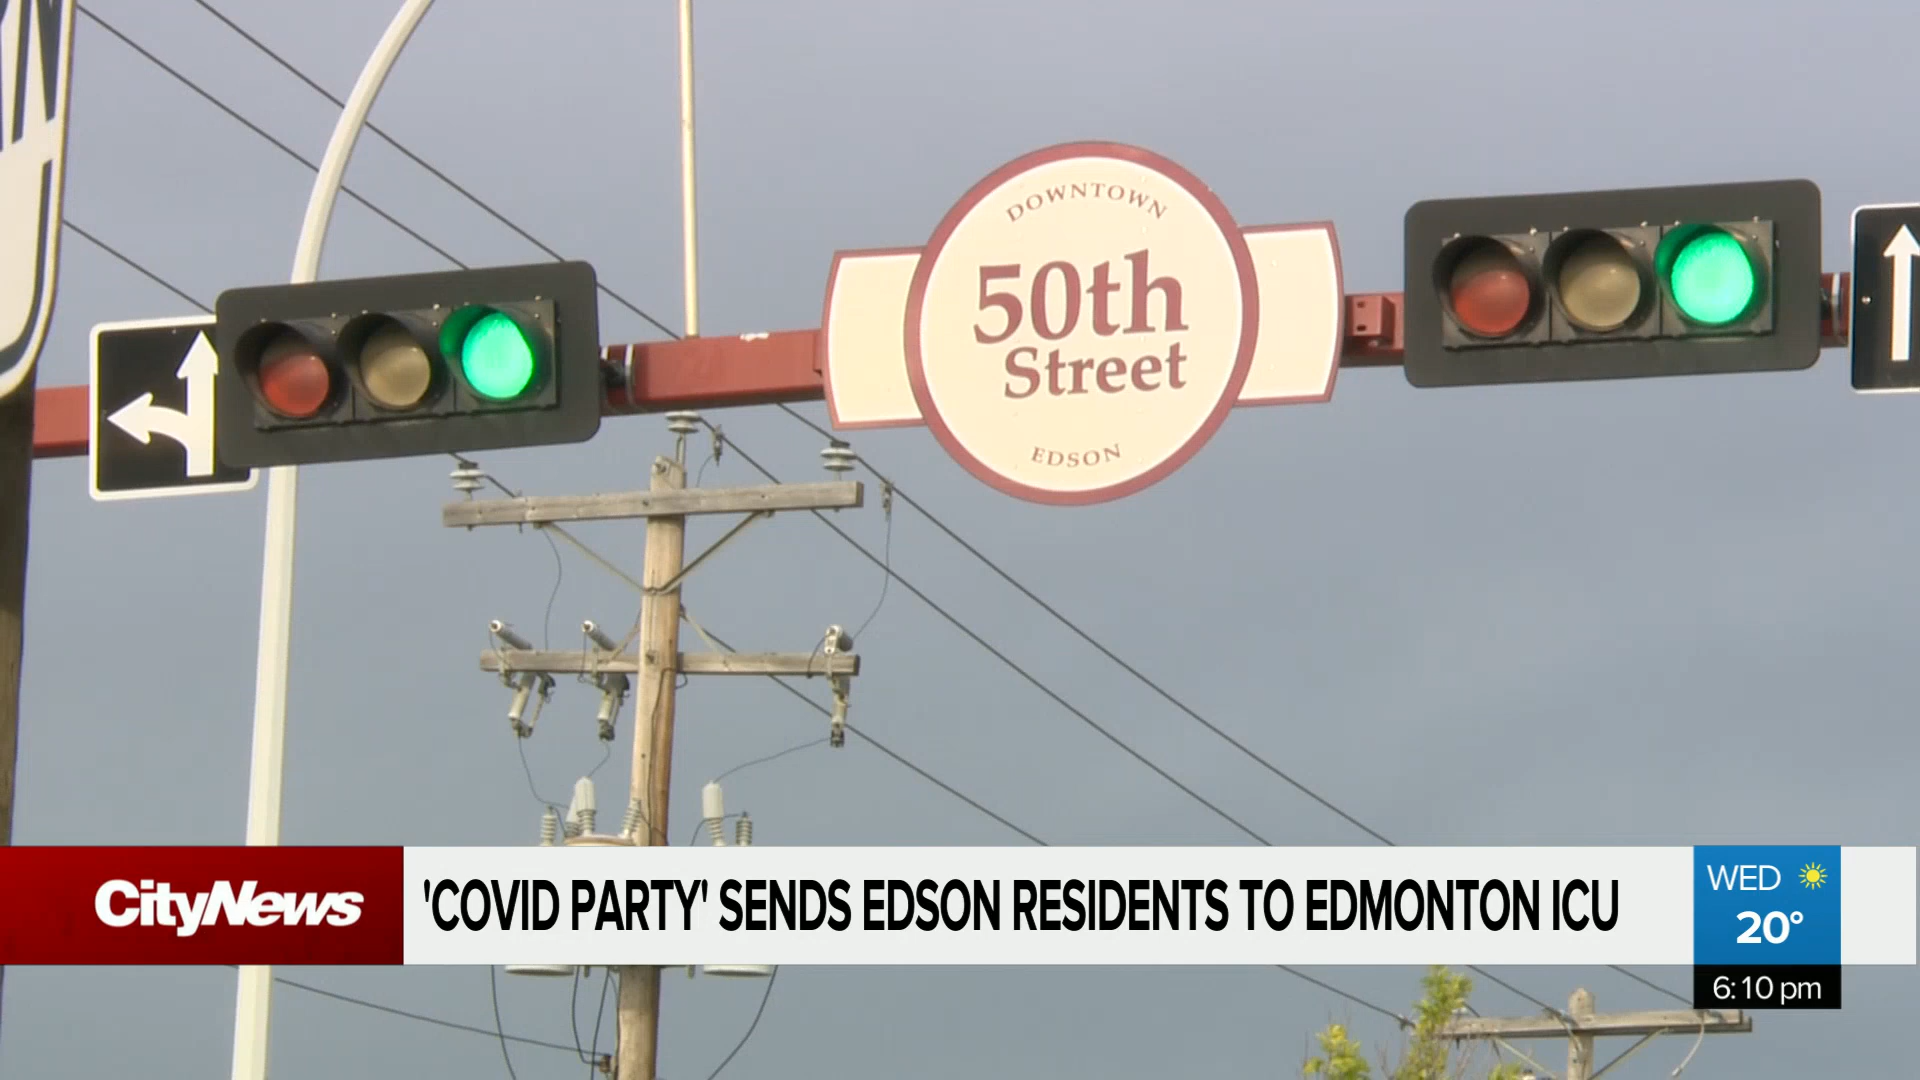 DOWNTOWN
50th
Street
EDSON
CityNews
'COVID PARTY' SENDS EDSON RESIDENTS TO EDMONTON ICU
WED
20°
6:10 pm